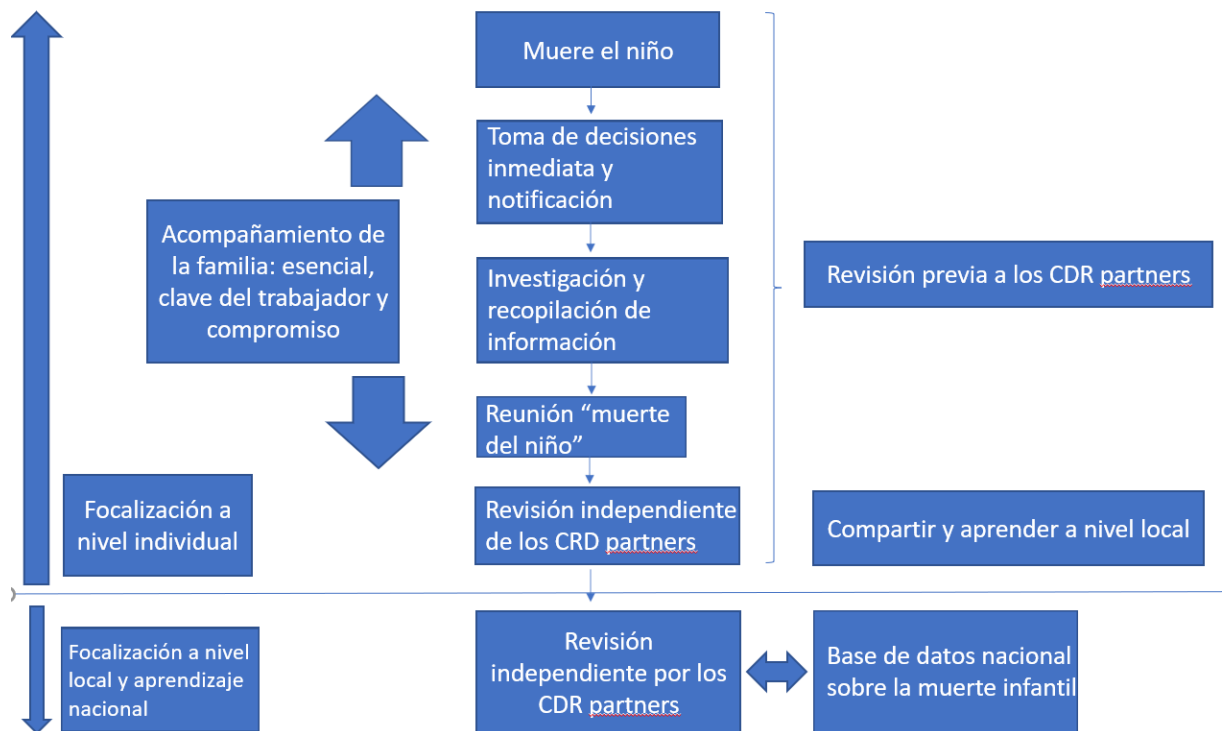 Muere el niño
Toma de decisiones
inmediata y
notificación
Acompañamiento de
la familia: esencial,
clave del trabajador y
compromiso
Investigación y
recopilación de
información
Revisión previa a los CDR partners
Reunión “muerte
del niño”
Focalización a
nivel individual
Revisión independiente
de los CRD partners
Compartir y aprender a nivel local
Focalización a nivel
local y aprendizaje
nacional
Revisión
independiente por los
CDR partners
Base de datos nacional
sobre la muerte infantil